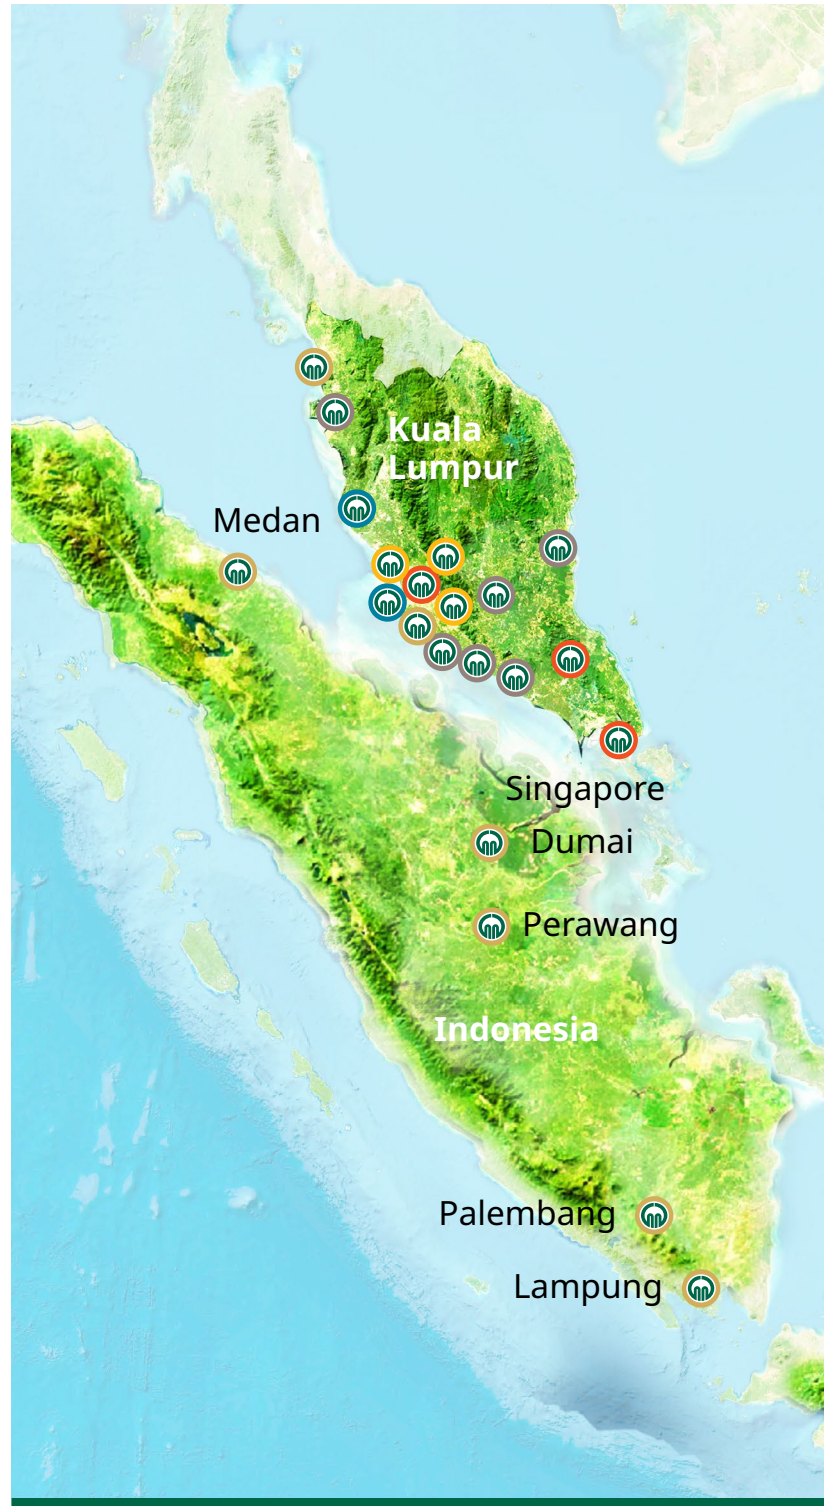 Kuala
Lumpur
Medan
Singapore
Dumai
Perawang
Indonesia
Palembang
Lampung